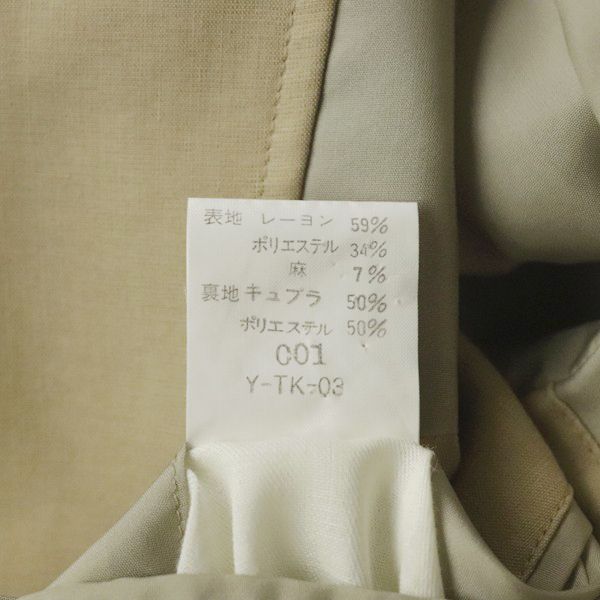 表地 レーヨン 59%
ポリエステル 34%
麻 7%
裏地 キュプラ 50%
ポリエステル 50%
001
Y-TK-03